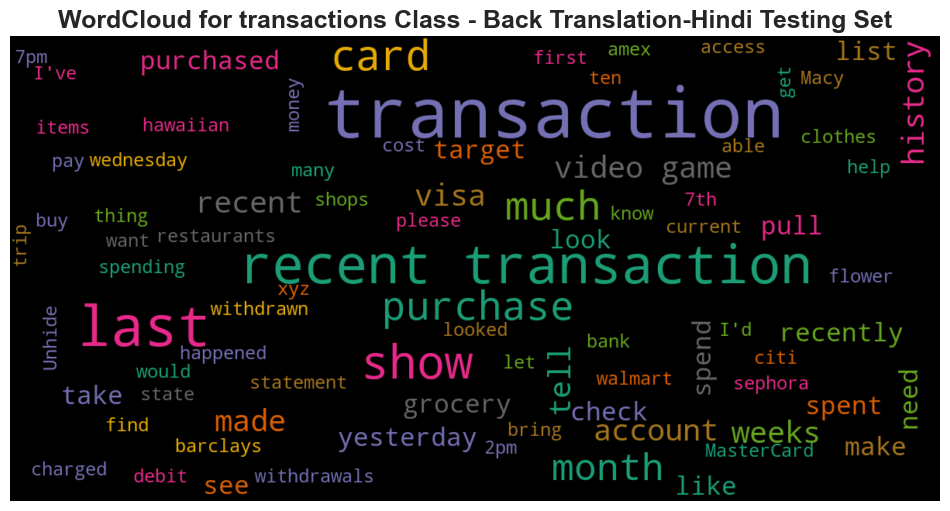 WordCloud for transactions Class - Back Translation-Hindi Testing Set
7pm
I've
purchased
card
first
amex
access
list
history
money
transaction
ten
get
Macy
items
hawaiian
cost
target
able
clothes
pay
wednesday
many
video game
help
recent
shops
visa
much
know
7th
buy
thing
please
current
pull
trip
want
restaurants
look
spending
recent transaction
flower
xyz
withdrawn
purchase
Unhide
last
looked
I'd
recently
happened
show
let
bank
spend
citi
would
statement
tell
walmart
sephora
need
take
state
grocery
check
spent
find
made
yesterday
bring
account
weeks
make
barclays
2pm
MasterCard
charged
debit
see
withdrawals
month
like